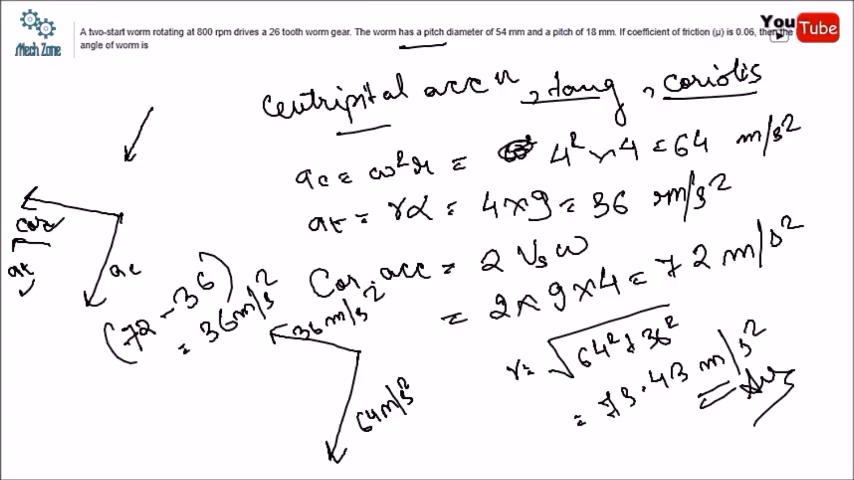 Mech Zone
A two-start worm rotating at 800 rpm drives a 26 tooth worm gear. The worm has a pitch diameter of 54 mm and a pitch of 18 mm. If coefficient of friction (μ) is 0.06, then the
angle of worm is
You Tube
Centripital accⁿ, tang, coriolis
ac = ω²r = 4² × 4 = 64 m/s²
at = rα = 4×9 = 36 m/s²
Cor. acc = 2 Vs ω
= 2 × 9 × 4 = 72 m/s²
r = √64² + 36²
= 73.43 m/s²
Ans
cor
at
ac
(72 - 36)
= 36 m/s²
36 m/s²
64 m/s²